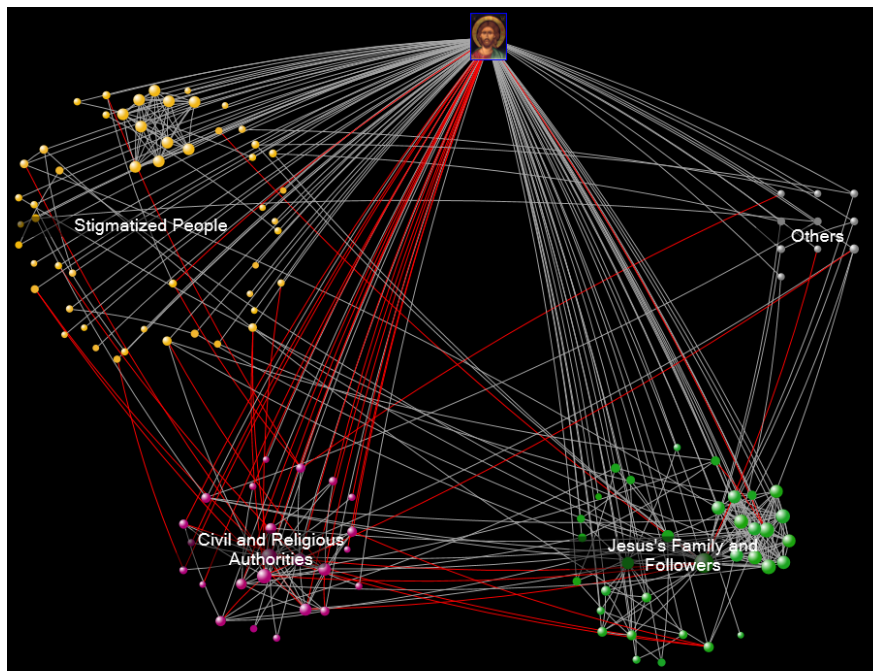 Stigmatized People
Others
Civil and Religious
Authorities
Jesus's Family and
Followers